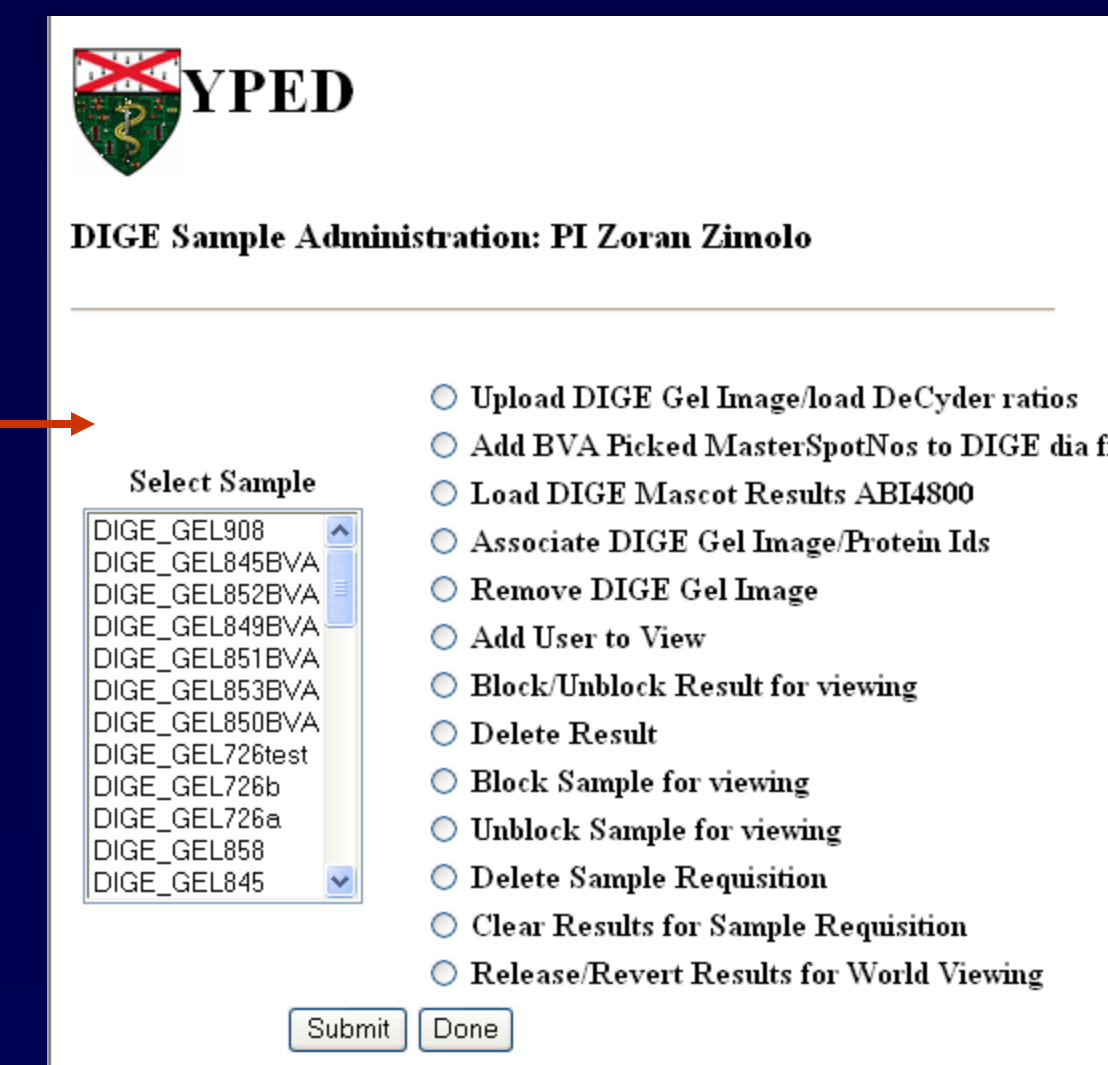 YPED
DIGE Sample Administration: PI Zoran Zimolo
Select Sample
DIGE_GEL908
DIGE_GEL845BVA
DIGE_GEL852BVA
DIGE_GEL849BVA
DIGE_GEL851BVA
DIGE_GEL853BVA
DIGE_GEL850BVA
DIGE_GEL726test
DIGE_GEL726b
DIGE_GEL726a
DIGE_GEL858
DIGE_GEL845
Upload DIGE Gel Image/load DeCyder ratios
Add BVA Picked MasterSpotNos to DIGE dia
Load DIGE Mascot Results ABI4800
Associate DIGE Gel Image/Protein Ids
Remove DIGE Gel Image
Add User to View
Block/Unblock Result for viewing
Delete Result
Block Sample for viewing
Unblock Sample for viewing
Delete Sample Requisition
Clear Results for Sample Requisition
Release/Revert Results for World Viewing
Submit Done